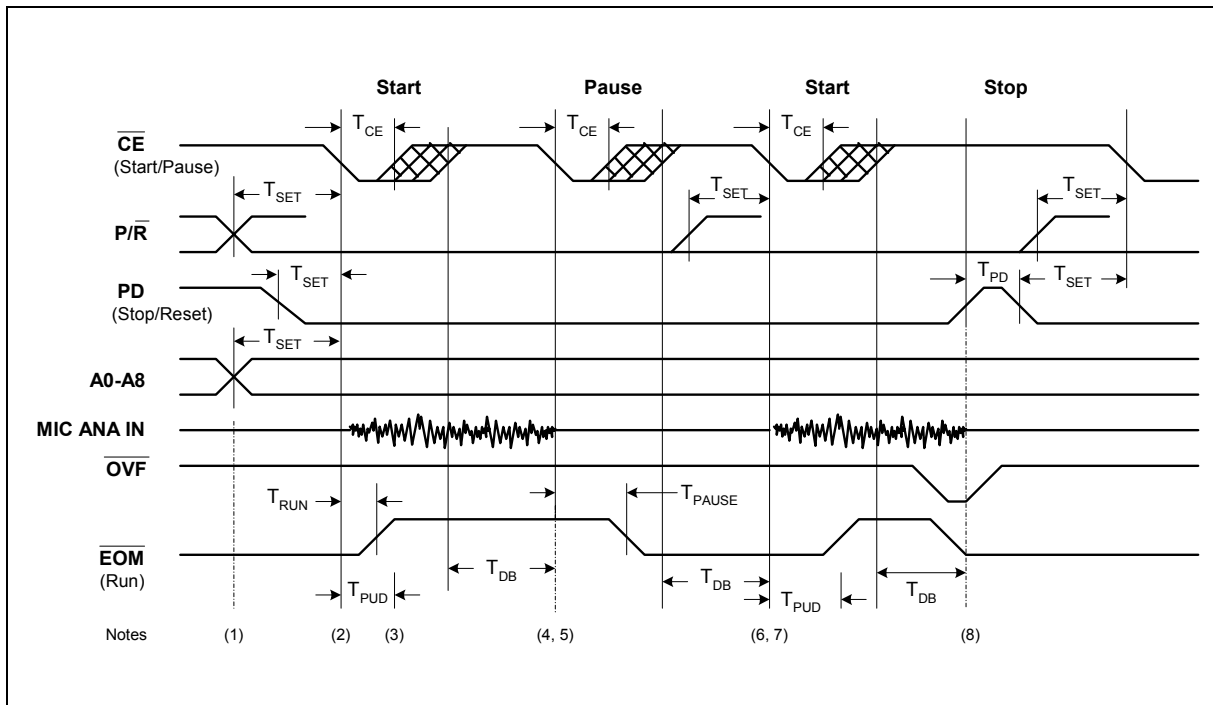 Start Pause Start Stop
T_CE T_CE T_CE
CE
(Start/Pause)
T_SET T_SET T_SET
P/R
T_SET T_PD T_SET
PD
(Stop/Reset)
T_SET
A0-A8
MIC ANA IN
OVF
T_RUN T_PAUSE
EOM
(Run)
T_DB T_DB T_DB
T_PUD T_PUD
Notes (1) (2) (3) (4, 5) (6, 7) (8)